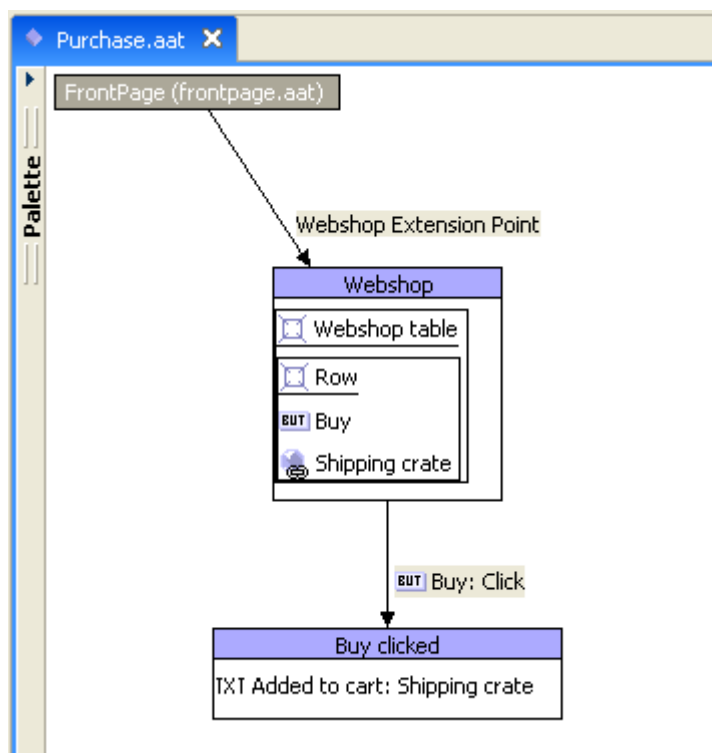 Purchase.aat
FrontPage (frontpage.aat)
Palette
Webshop Extension Point
Webshop
Webshop table
Row
BUT Buy
Shipping crate
BUT Buy: Click
Buy clicked
TXT Added to cart: Shipping crate